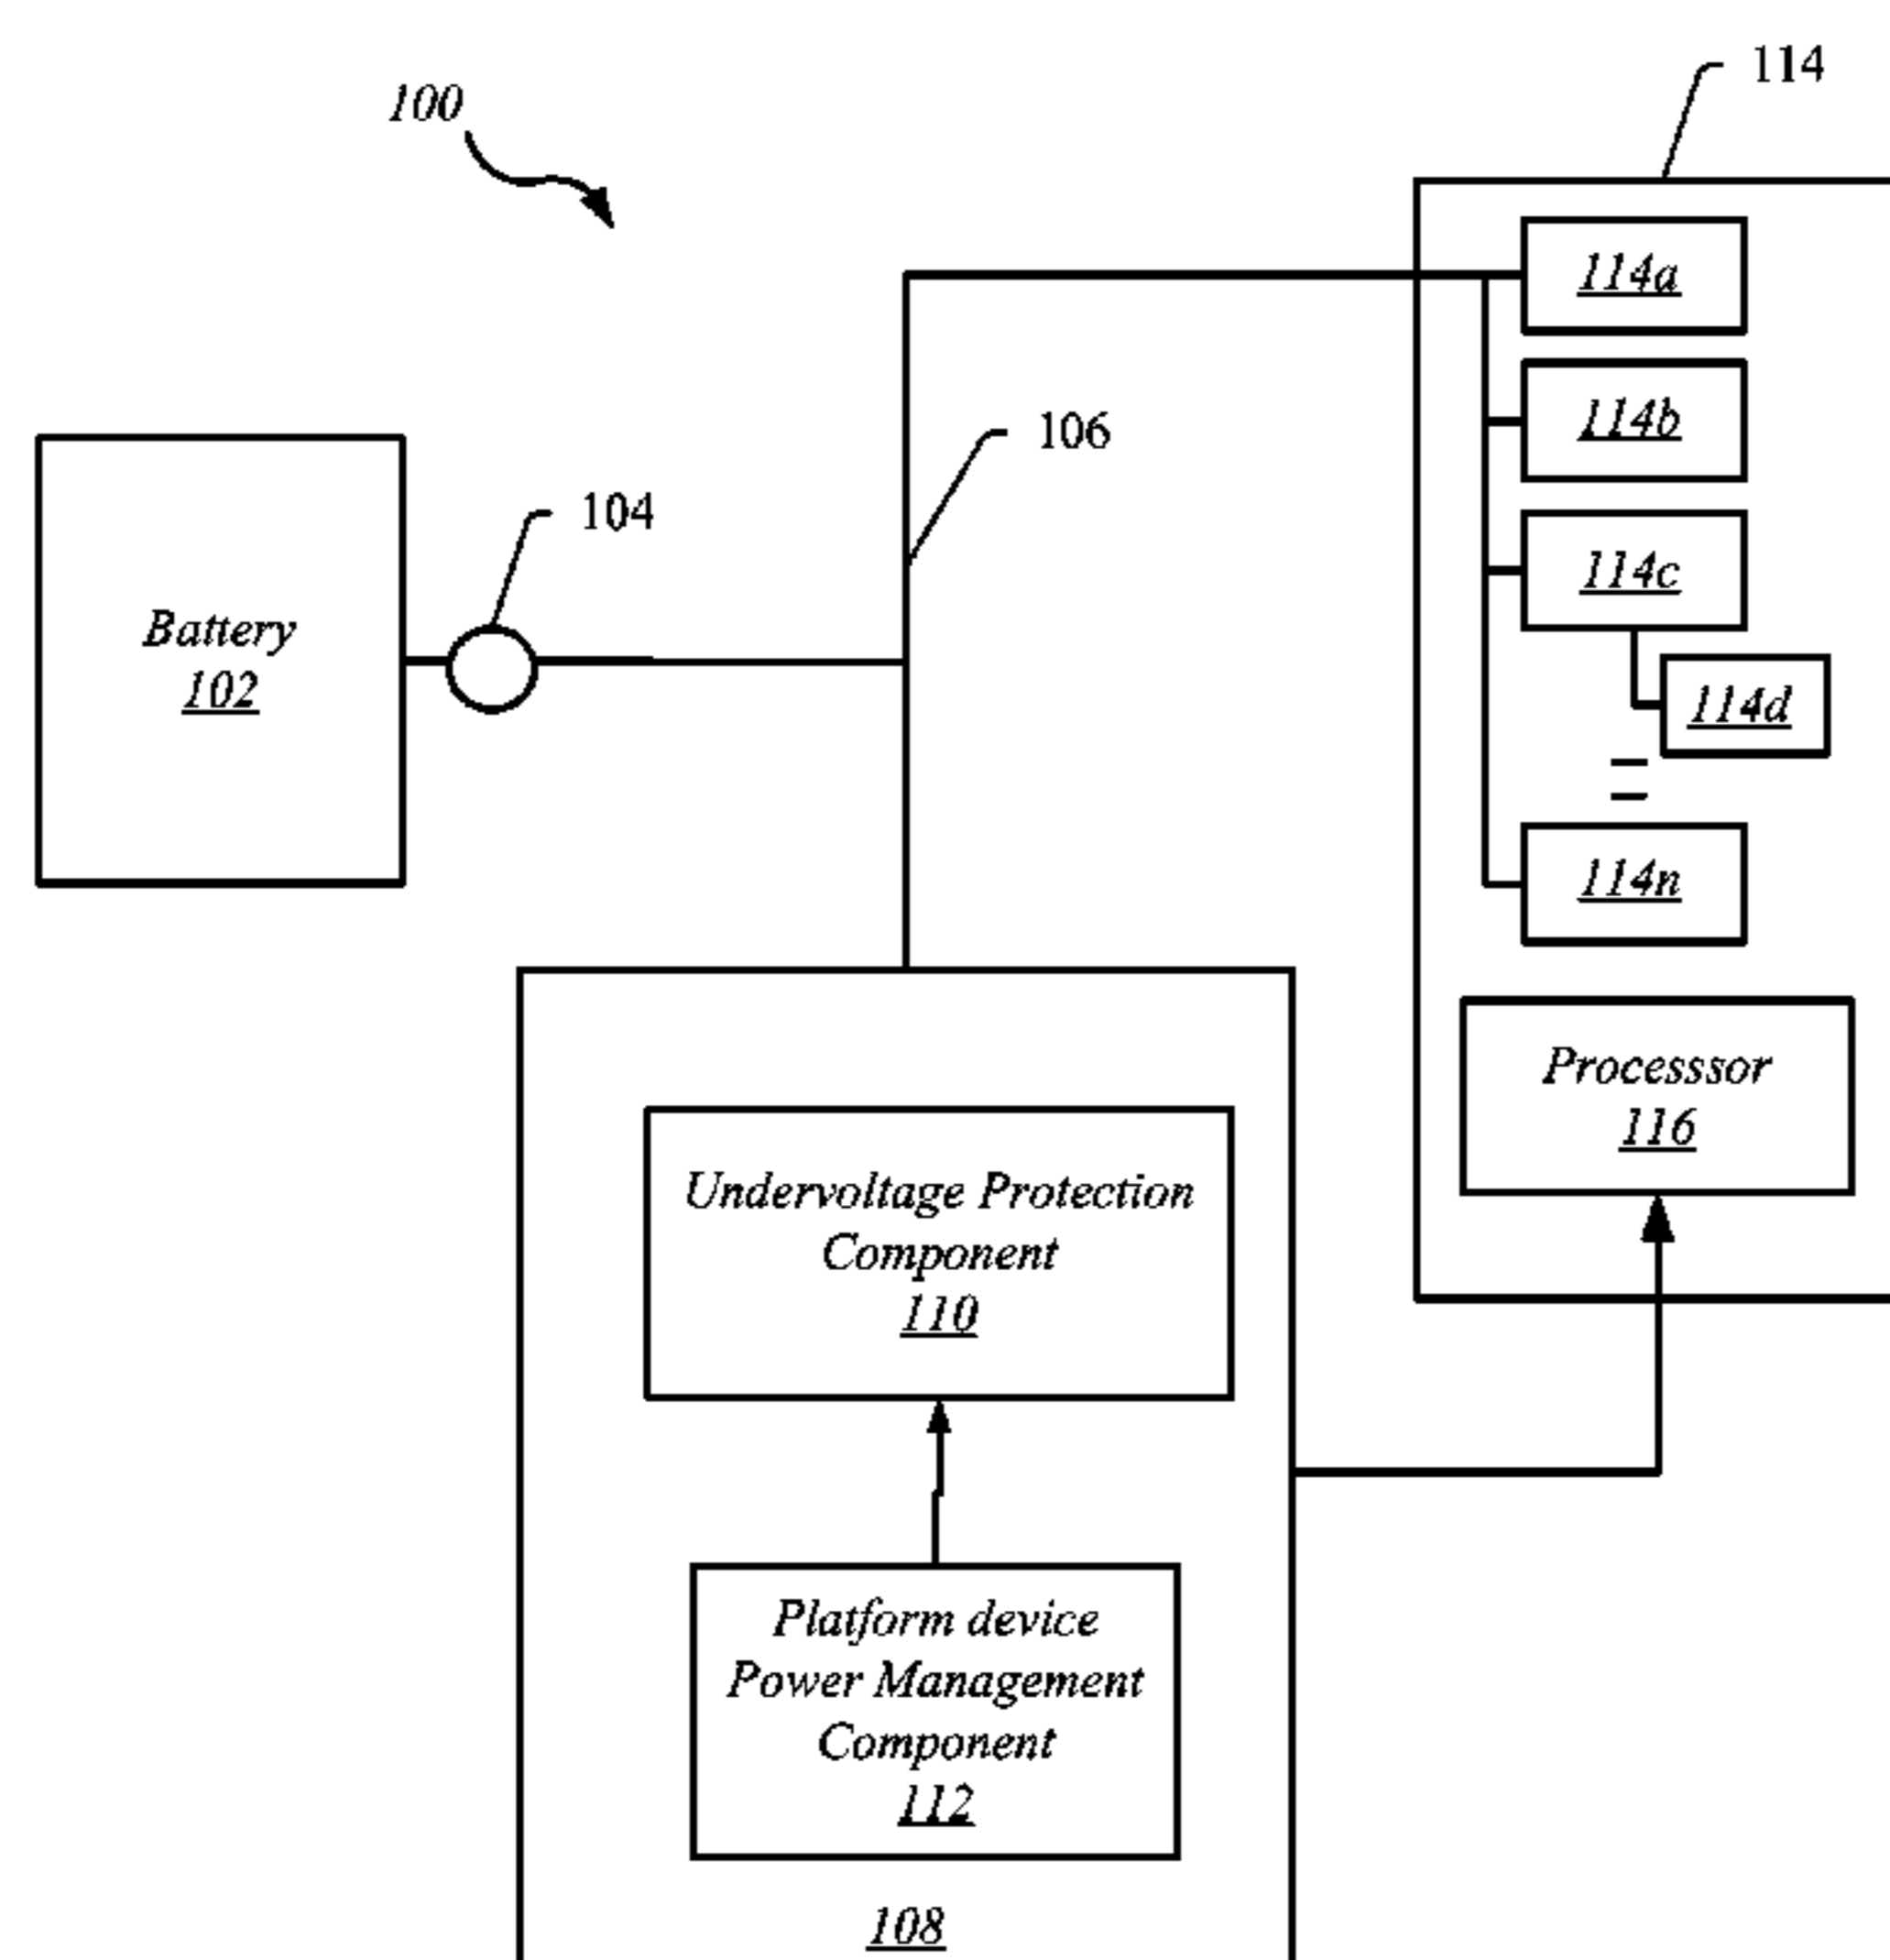 100
114
114a
106
114b
104
114c
Battery
102
114d
114n
Processsor
116
Undervoltage Protection
Component
110
Platform device
Power Management
Component
112
108